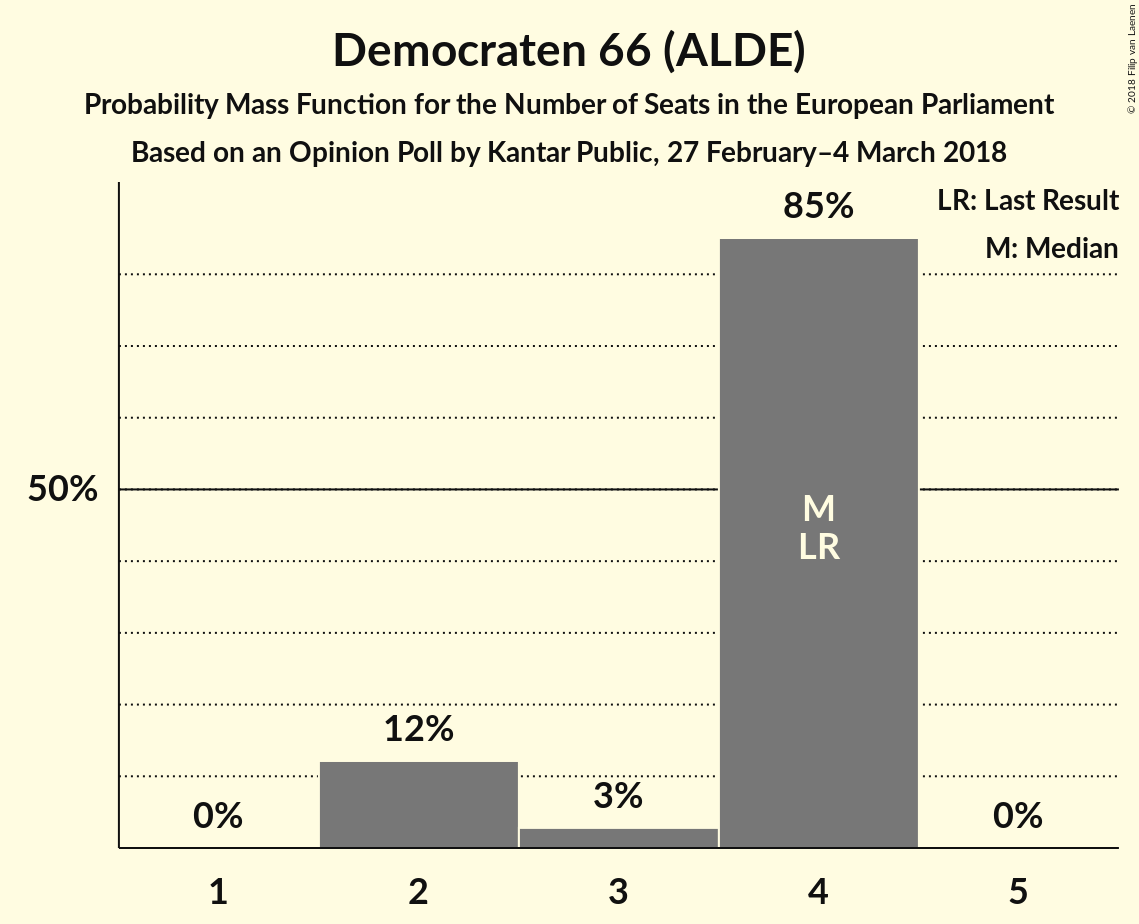 Democraten 66 (ALDE)
Probability Mass Function for the Number of Seats in the European Parliament
Based on an Opinion Poll by Kantar Public, 27 February–4 March 2018
© 2018 Filip van Laenen
LR: Last Result
M: Median
85%
50%
M
LR
12%
3%
0%
0%
1 2 3 4 5